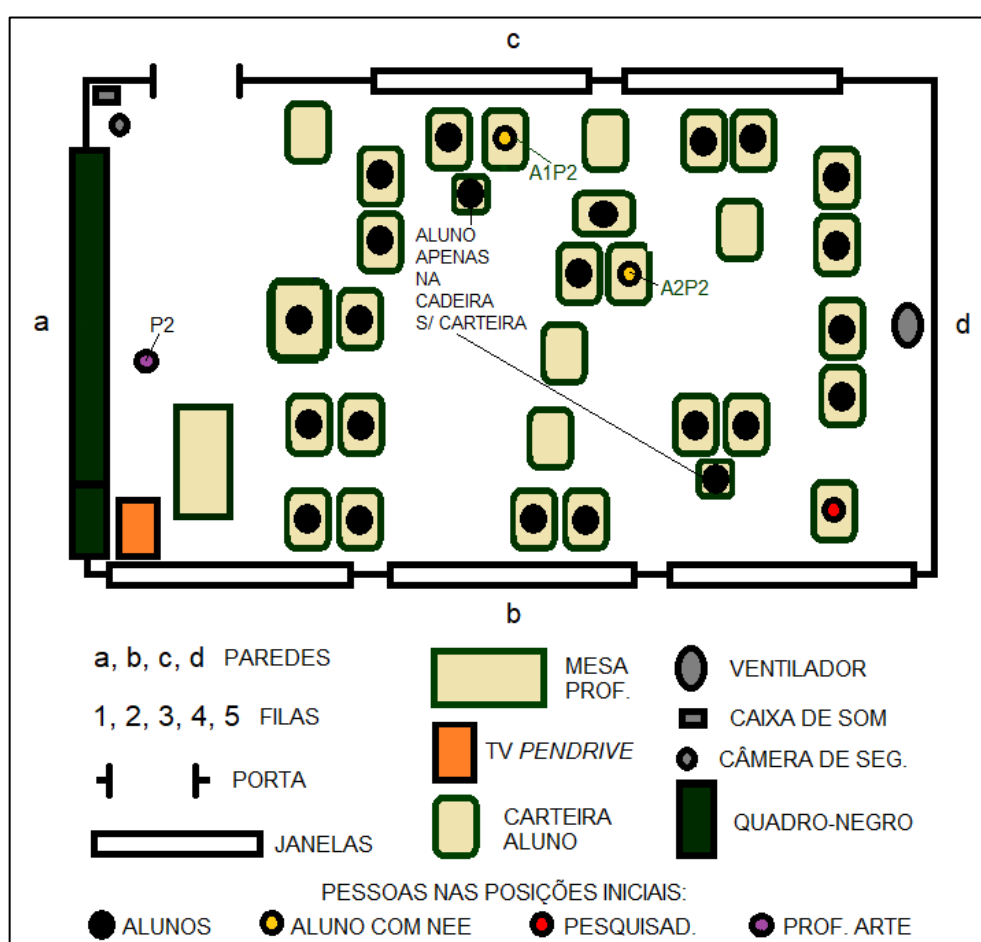 c
A1P2
ALUNO
APENAS
NA
CADEIRA
S/ CARTEIRA
A2P2
a
P2
d
b
a, b, c, d PAREDES
1, 2, 3, 4, 5 FILAS
PORTA
JANELAS
MESA
PROF.
TV PENDRIVE
CARTEIRA
ALUNO
VENTILADOR
CAIXA DE SOM
CÂMERA DE SEG.
QUADRO-NEGRO
PESSOAS NAS POSIÇÕES INICIAIS:
ALUNOS
ALUNO COM NEE
PESQUISAD.
PROF. ARTE